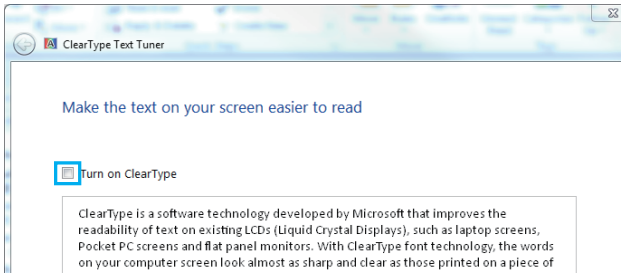 ClearType Text Tuner
Make the text on your screen easier to read
Turn on ClearType
ClearType is a software technology developed by Microsoft that improves the
readability of text on existing LCDs (Liquid Crystal Displays), such as laptop screens,
Pocket PC screens and flat panel monitors. With ClearType font technology, the words
on your computer screen look almost as sharp and clear as those printed on a piece of